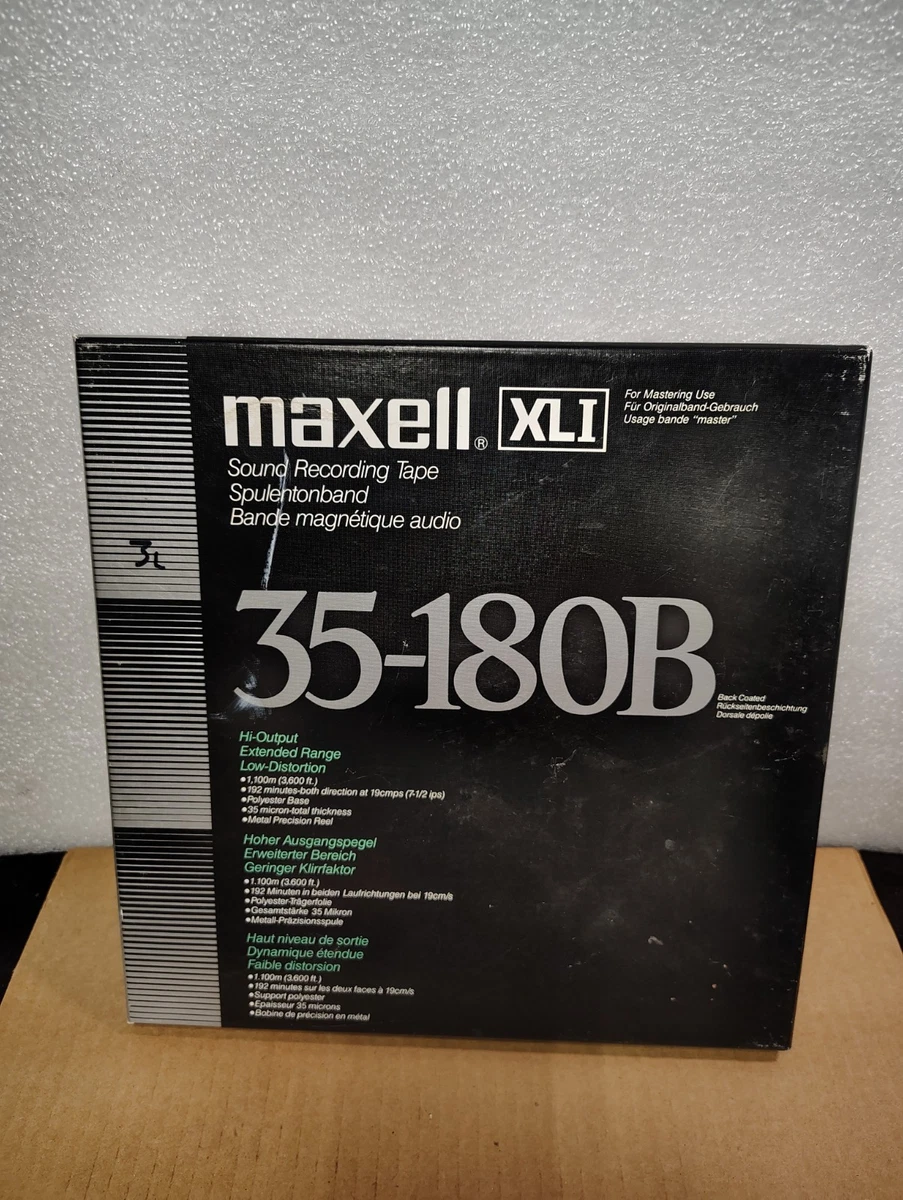 maxell® XLI
For Mastering Use
Für Originalband-Gebrauch
Usage bande "master"
Sound Recording Tape
Spulentonband
Bande magnétique audio
3L
35-180B
Back Coated
Rückseitenbeschichtung
Dorsale dépolie
Hi-Output
Extended Range
Low-Distortion
•1,100m (3,600 ft.)
•192 minutes-both direction at 19cmps (7-1/2 ips)
•Polyester Base
•35 micron-total thickness
•Metal Precision Reel
Hoher Ausgangspegel
Erweiterter Bereich
Geringer Klirrfaktor
•1.100m (3.600 ft.)
•192 Minuten in beiden Laufrichtungen bei 19cm/s
•Polyester-Trägerfolie
•Gesamtstärke 35 Mikron
•Metall-Präzisionsspule
Haut niveau de sortie
Dynamique étendue
Faible distorsion
•1.100m (3.600 ft.)
•192 minutes sur les deux faces à 19cm/s
•Support polyester
•Epaisseur 35 microns
•Bobine de précision en métal